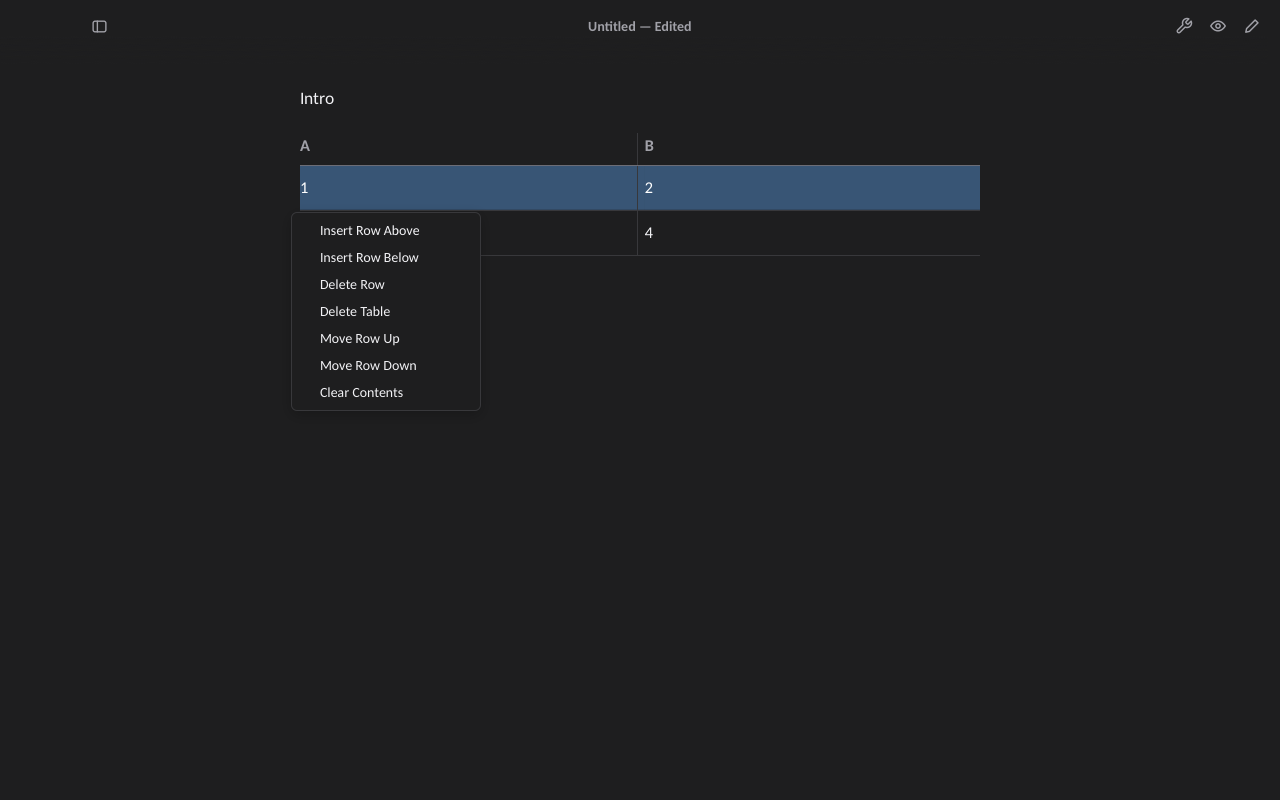 Untitled — Edited
Intro
A B
1 2
4
Insert Row Above
Insert Row Below
Delete Row
Delete Table
Move Row Up
Move Row Down
Clear Contents